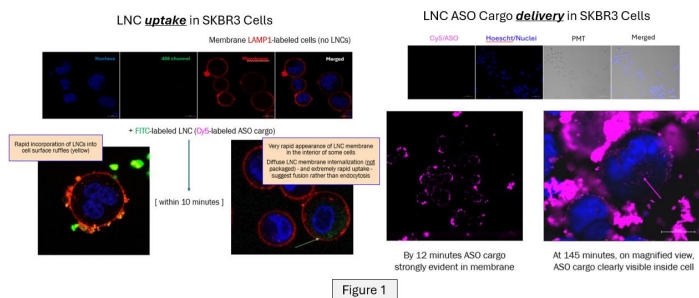 LNC uptake in SKBR3 Cells
Membrane LAMP1-labeled cells (no LNCs)
Nucleus
488 channel
Membrane
Merged
+ FITC-labeled LNC (Cy5-labeled ASO cargo)
Rapid incorporation of LNCs into
cell surface ruffles (yellow)
[ within 10 minutes ]
Very rapid appearance of LNC membrane
in the interior of some cells
Diffuse LNC membrane internalization (not
packaged) - and extremely rapid uptake -
suggest fusion rather than endocytosis
LNC ASO Cargo delivery in SKBR3 Cells
Cy5/ASO
Hoescht/Nuclei
PMT
Merged
By 12 minutes ASO cargo
strongly evident in membrane
At 145 minutes, on magnified view,
ASO cargo clearly visible inside cell
Figure 1